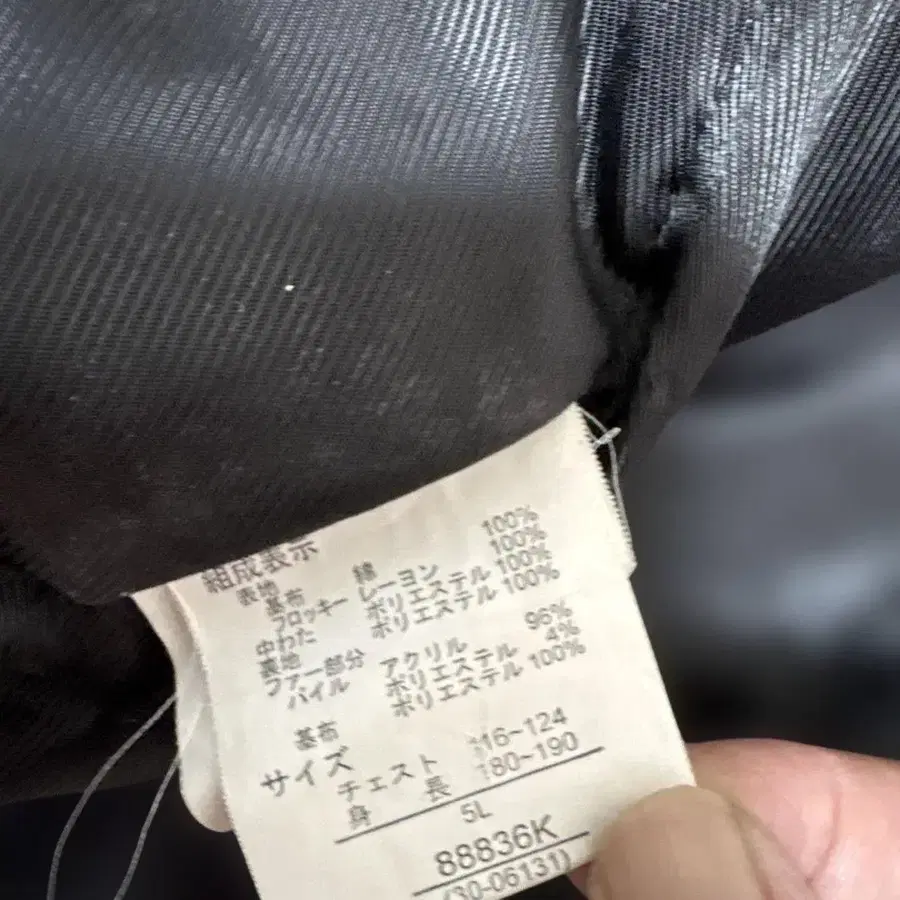 組成表示
表地
基布 綿 100%
フロッキー レーヨン 100%
中わた ポリエステル 100%
裏地 ポリエステル 100%
ファー部分
パイル アクリル 96%
ポリエステル 4%
基布 ポリエステル 100%
サイズ
チェスト 116-124
身長 180-190
5L
88836K
(30-06131)